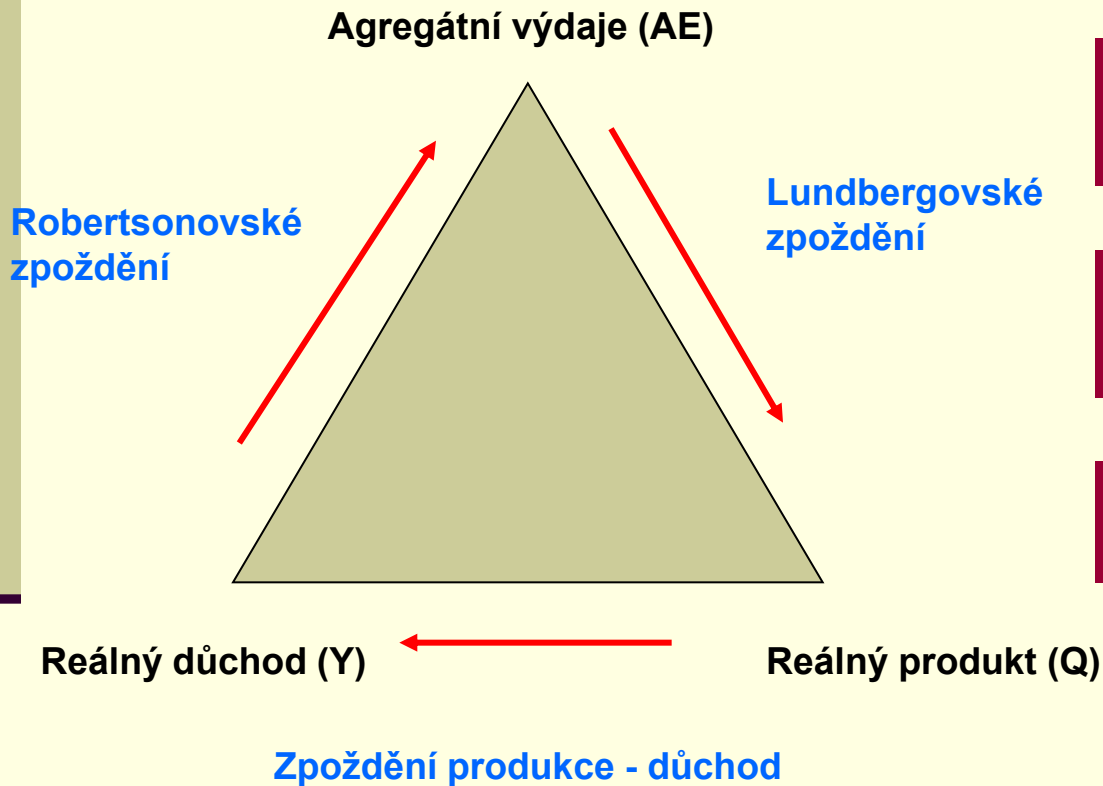 Agregátní výdaje (AE)
Robertsonovské
zpoždění
Lundbergovské
zpoždění
Reálný důchod (Y)
Reálný produkt (Q)
Zpoždění produkce - důchod